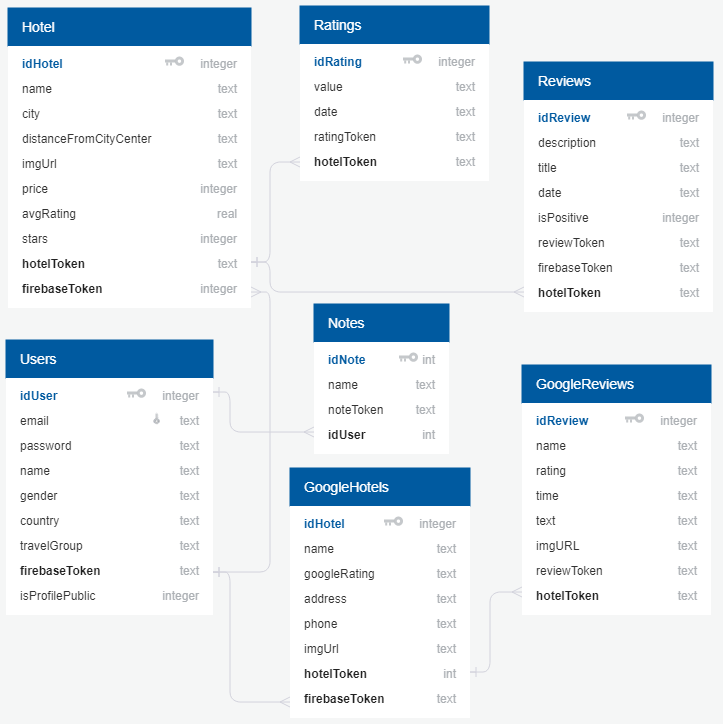 Hotel
idHotel integer
name text
city text
distanceFromCityCenter text
imgUrl text
price integer
avgRating real
stars integer
hotelToken text
firebaseToken integer
Ratings
idRating integer
value text
date text
ratingToken text
hotelToken text
Reviews
idReview integer
description text
title text
date text
isPositive integer
reviewToken text
firebaseToken text
hotelToken text
Users
idUser integer
email text
password text
name text
gender text
country text
travelGroup text
firebaseToken text
isProfilePublic integer
Notes
idNote int
name text
noteToken text
idUser int
GoogleHotels
idHotel integer
name text
googleRating text
address text
phone text
imgUrl text
hotelToken int
firebaseToken text
GoogleReviews
idReview integer
name text
rating text
time text
text text
imgURL text
reviewToken text
hotelToken text